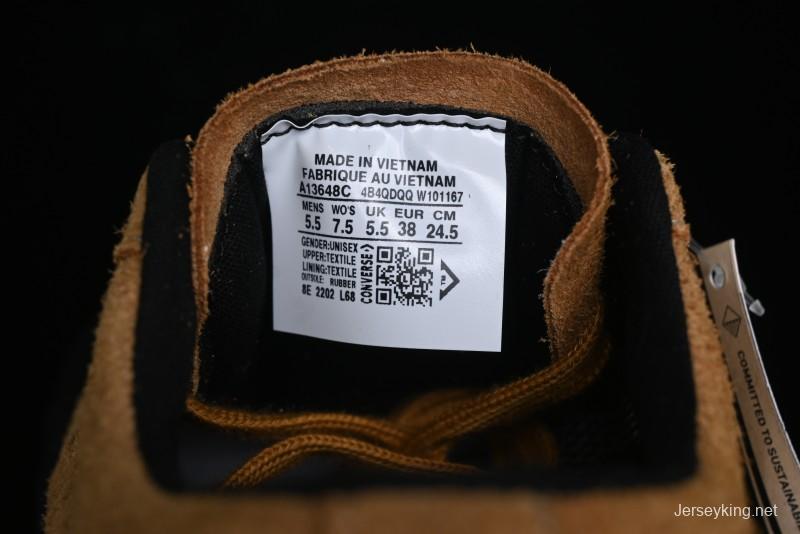 MADE IN VIETNAM
FABRIQUE AU VIETNAM
A13648C 4B4QDQQ W101167
MENS WO'S UK EUR CM
5.5 7.5 5.5 38 24.5
GENDER:UNISEX
UPPER:TEXTILE
LINING:TEXTILE
OUTSOLE: RUBBER
8E 2202 L68
CONVERSE
TM
COMMITTED TO SUSTAINAB
Jerseyking.net